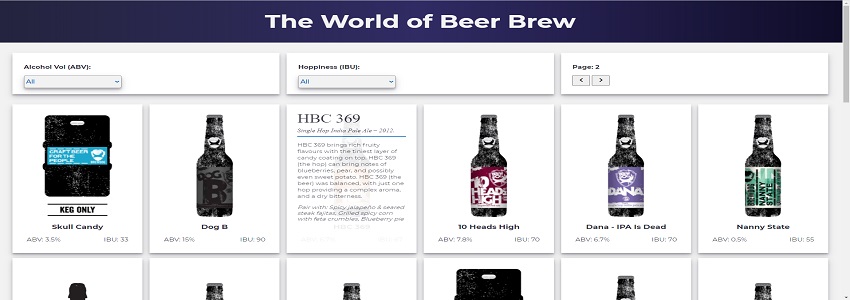 The World of Beer Brew
Alcohol Vol (ABV):
All
Hoppiness (IBU):
All
Page: 2
< >
CRAFT BEER
FOR THE
PEOPLE
KEG ONLY
Skull Candy
ABV: 3.5% IBU: 33
DOG
B
Dog B
ABV: 15% IBU: 90
HBC 369
Single Hop India Pale Ale - 2012.
HBC 369 brings rich fruity
flavours with the tiniest layer of
candy coating on top. HBC 369
(the hop) can bring notes of
blueberries, pear, and possibly
even sweet potato. HBC 369 (the
beer) was balanced, with just one
hop providing a complex aroma,
and a dry bitterness.
Pair with: Spicy jalapeño & seared
steak fajitas, Grilled spicy corn
with feta crumbles, Blueberry pie
HBC 369
10
HEADS
HIGH
10 Heads High
ABV: 7.8% IBU: 70
DANA
Dana - IPA Is Dead
ABV: 6.7% IBU: 70
NANNY
STATE
Nanny State
ABV: 0.5% IBU: 55